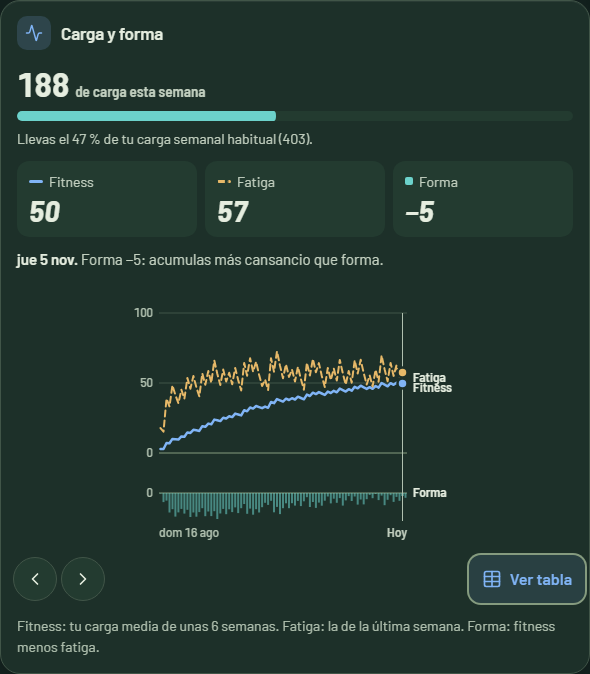 Carga y forma
188 de carga esta semana
Llevas el 47 % de tu carga semanal habitual (403).
Fitness
50
Fatiga
57
Forma
–5
jue 5 nov. Forma –5: acumulas más cansancio que forma.
100
50
0
Fatiga
Fitness
0
Forma
dom 16 ago
Hoy
Ver tabla
Fitness: tu carga media de unas 6 semanas. Fatiga: la de la última semana. Forma: fitness
menos fatiga.